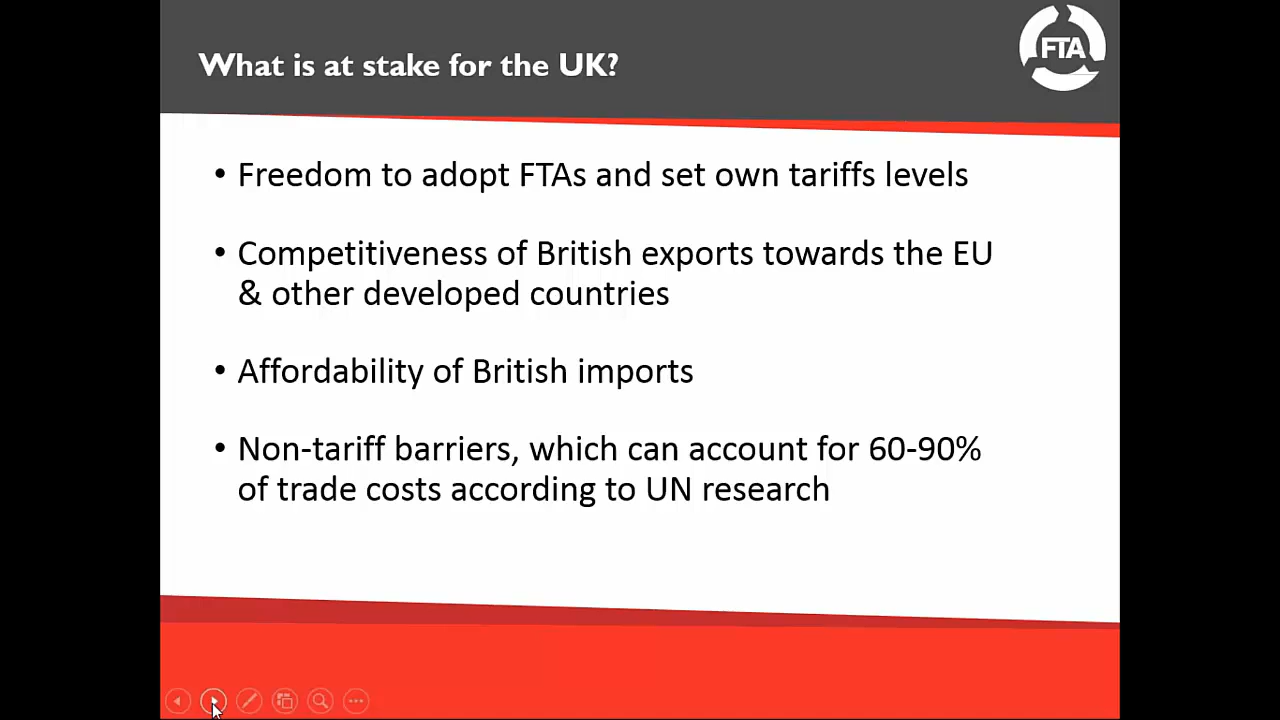 What is at stake for the UK?
FTA
• Freedom to adopt FTAs and set own tariffs levels
• Competitiveness of British exports towards the EU
& other developed countries
• Affordability of British imports
• Non-tariff barriers, which can account for 60-90%
of trade costs according to UN research